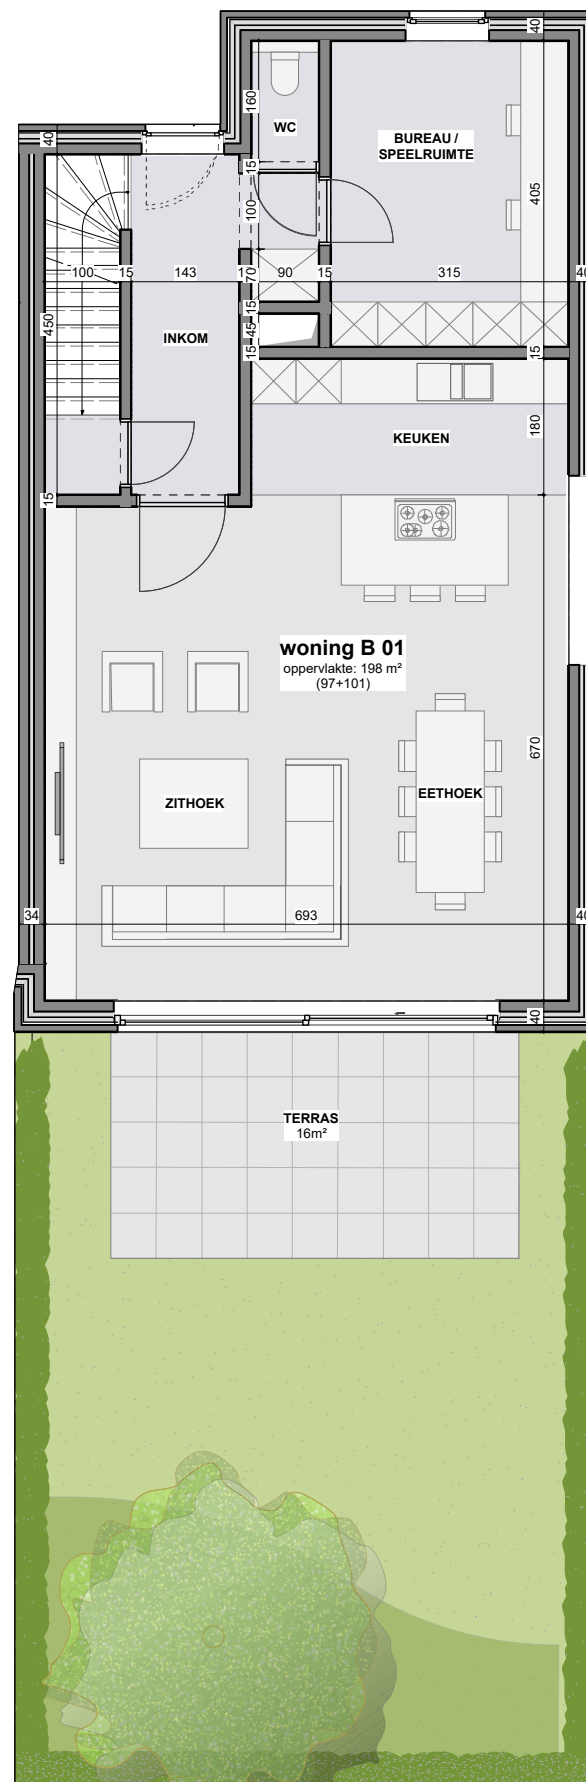 40
160
WC
BUREAU /
SPEELRUIMTE
40
15
405
100
100
15
143
10
70
90
15
315
40
450
15
INKOM
45
15
15
KEUKEN
180
15
woning B 01
oppervlakte: 198 m²
(97+101)
670
ZITHOEK
EETHOEK
34
693
40
40
TERRAS
16m²